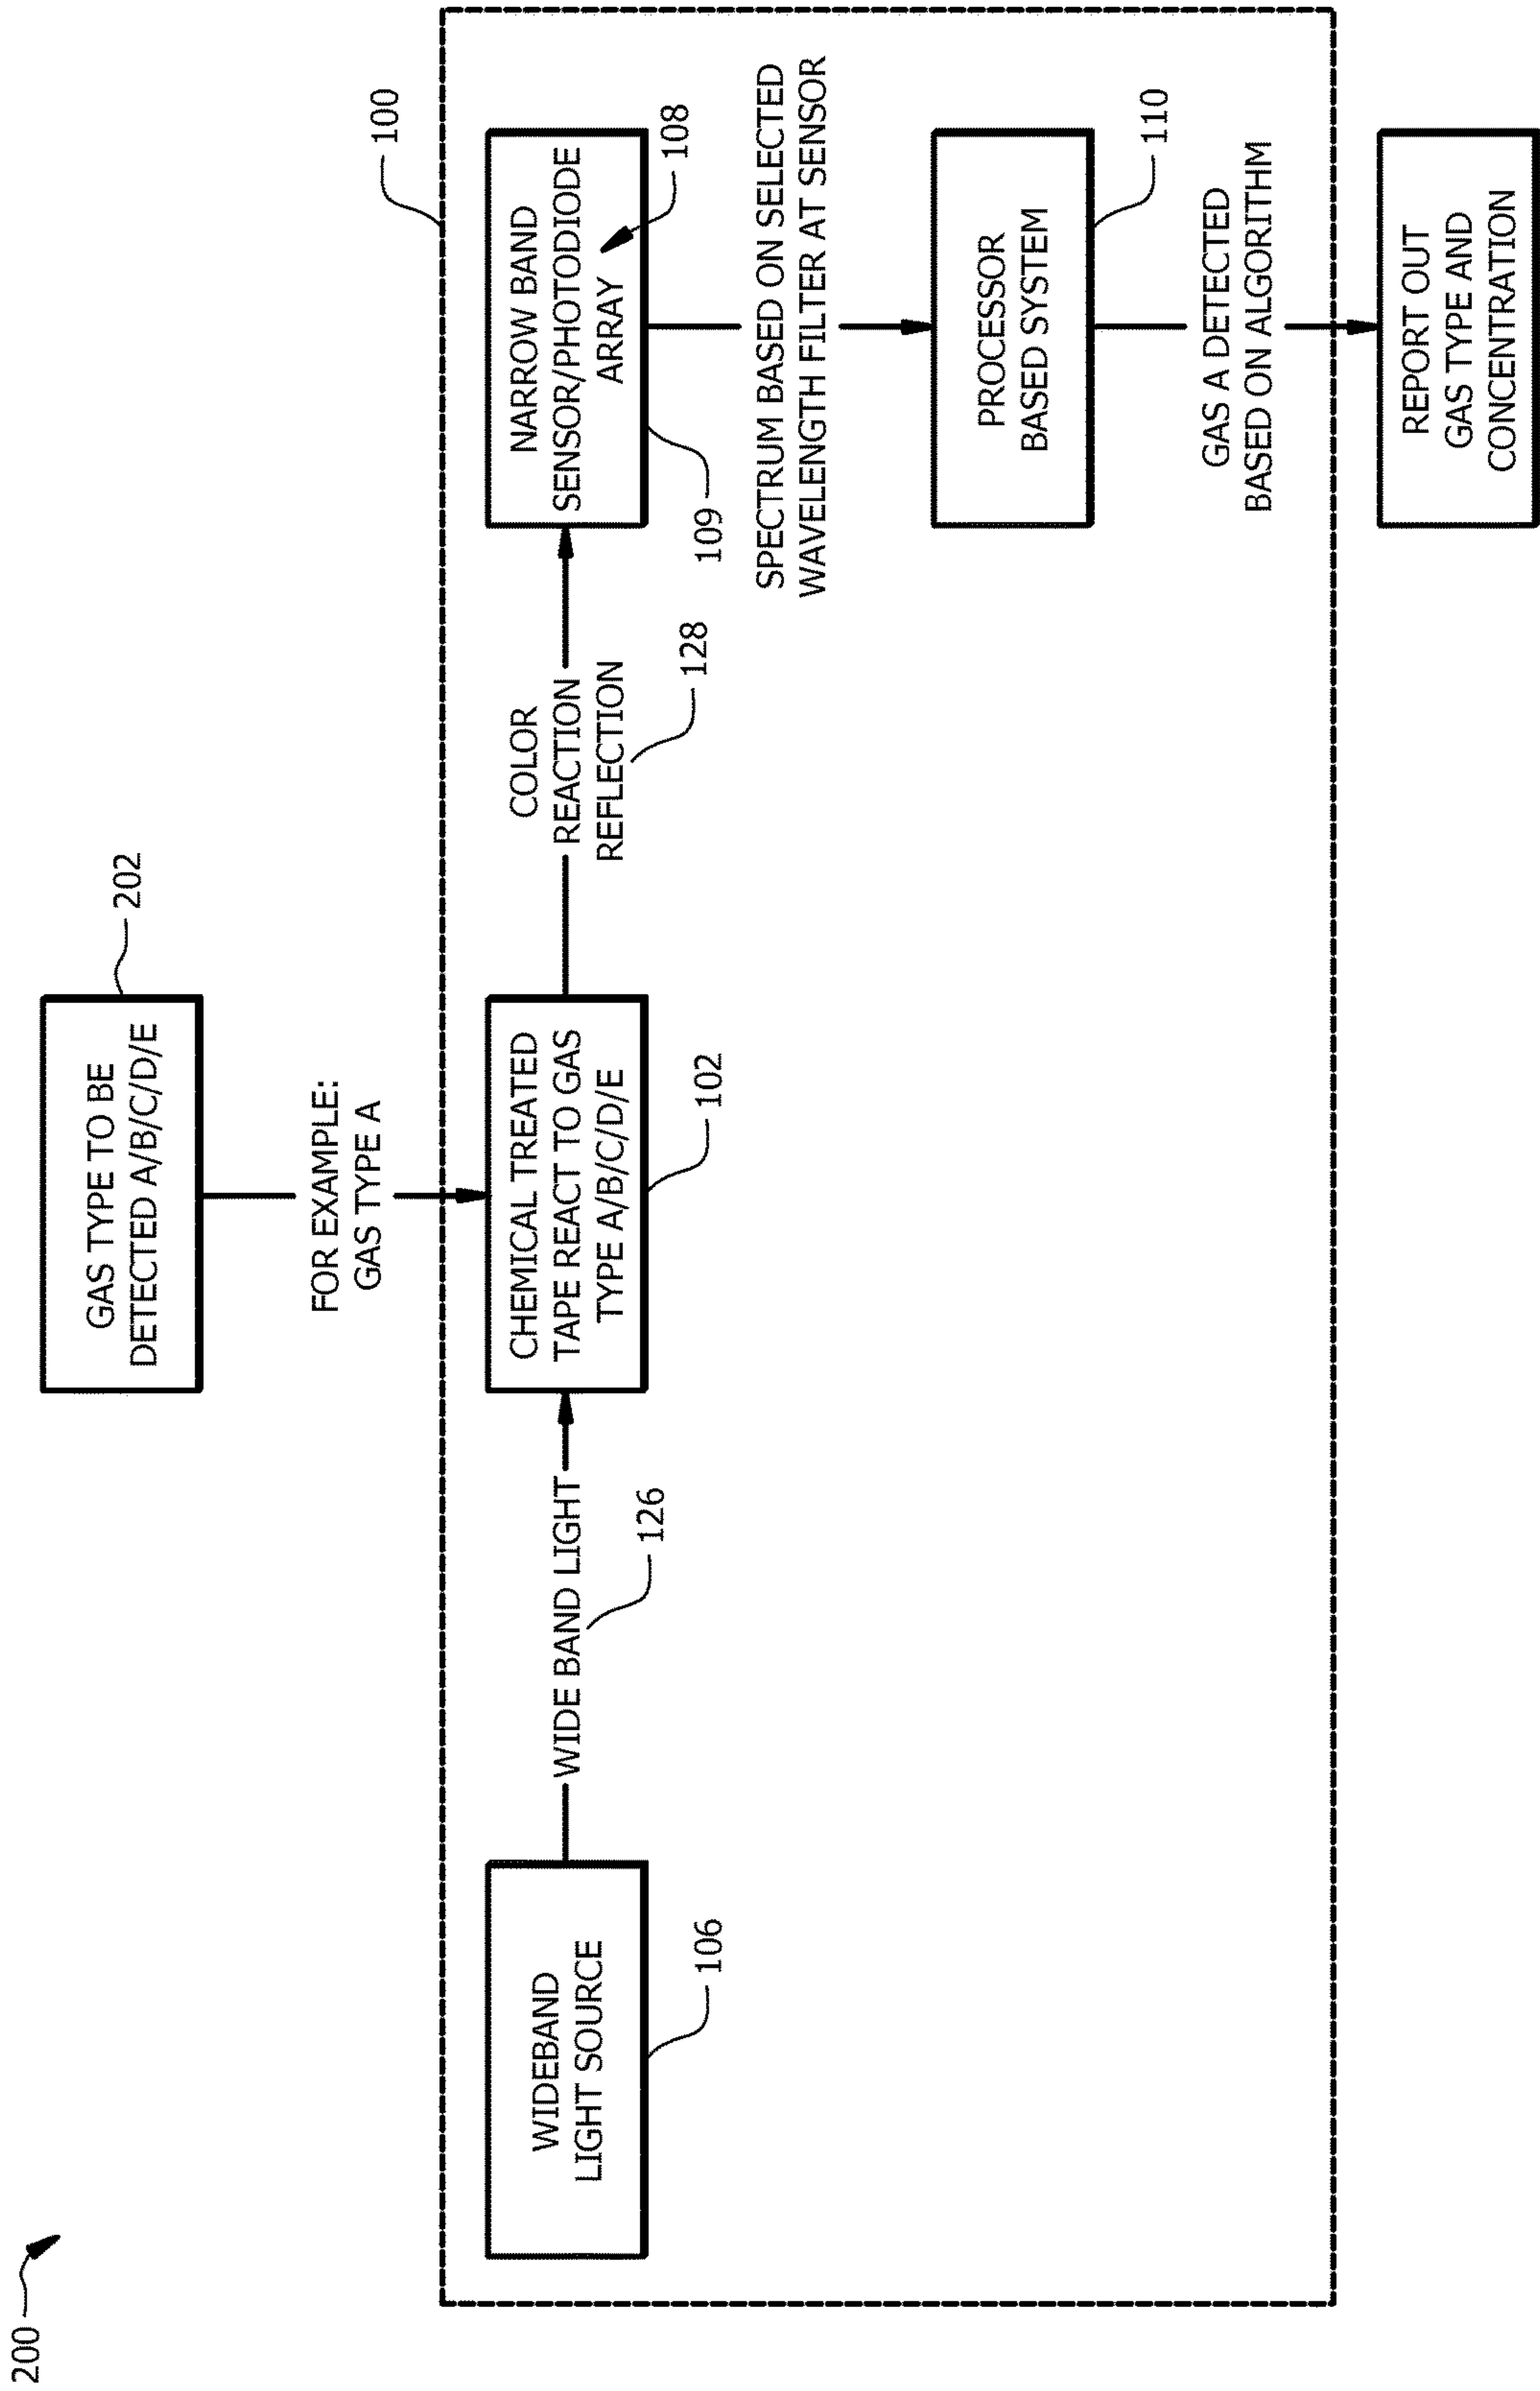 200
GAS TYPE TO BE
DETECTED A/B/C/D/E
202
FOR EXAMPLE:
GAS TYPE A
100
WIDEBAND
LIGHT SOURCE
106
WIDE BAND LIGHT
126
CHEMICAL TREATED
TAPE REACT TO GAS
TYPE A/B/C/D/E
102
COLOR
REACTION
REFLECTION
128
NARROW BAND
SENSOR/PHOTODIODE
ARRAY
108
109
SPECTRUM BASED ON SELECTED
WAVELENGTH FILTER AT SENSOR
PROCESSOR
BASED SYSTEM
110
GAS A DETECTED
BASED ON ALGORITHM
REPORT OUT
GAS TYPE AND
CONCENTRATION